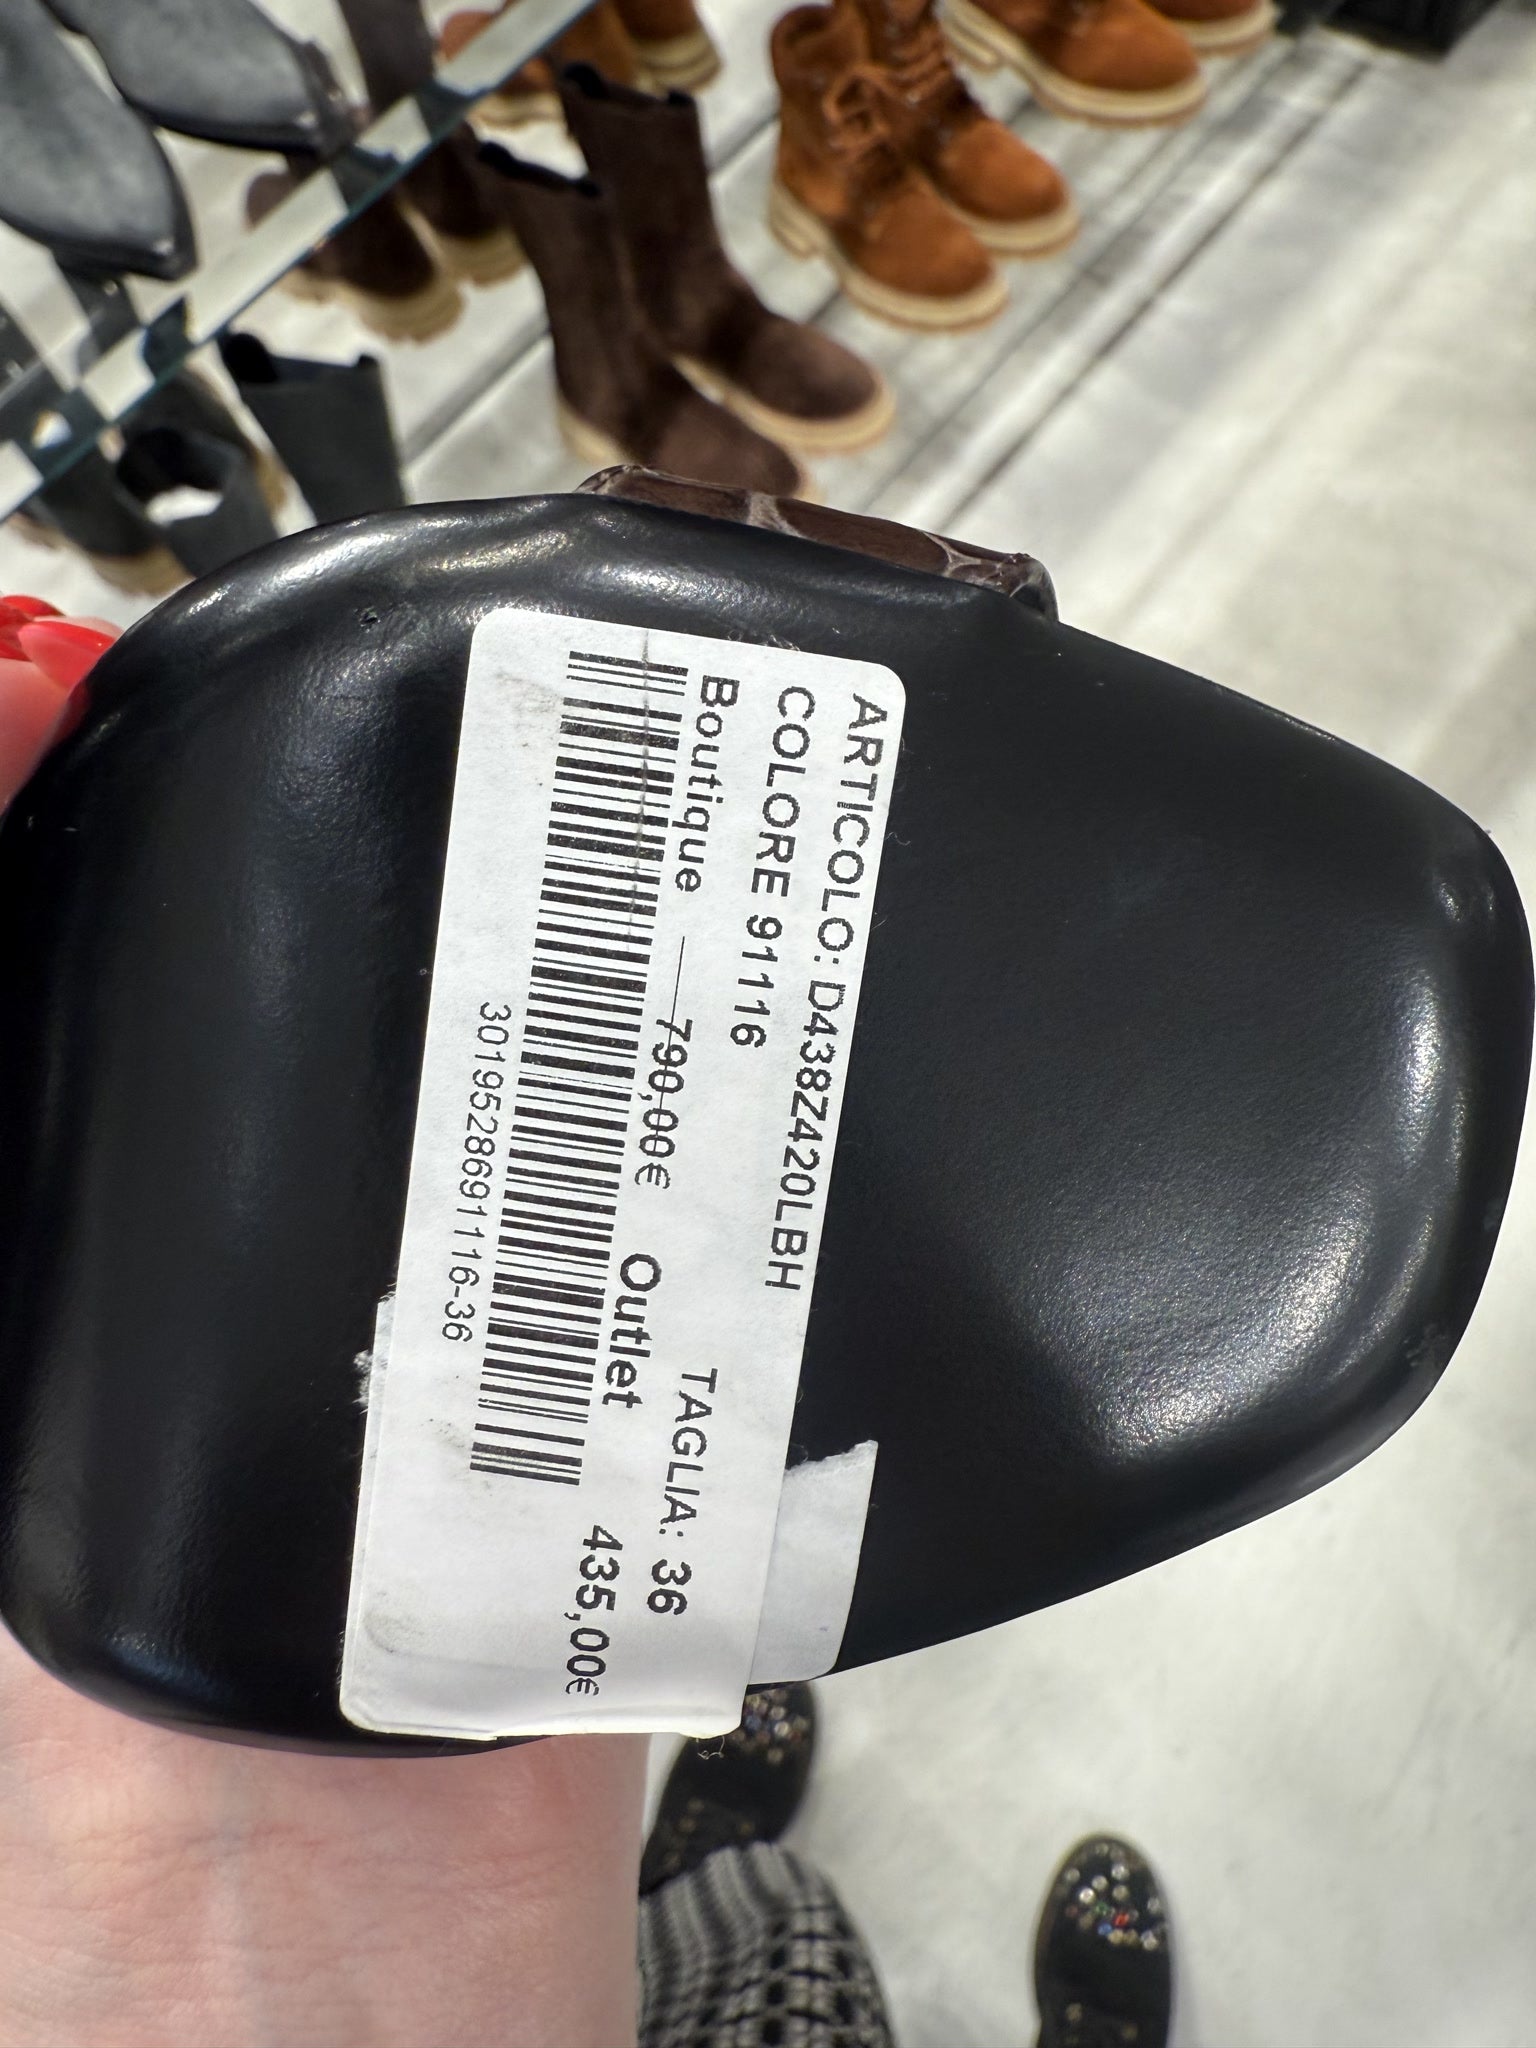 ARTICOLO: D438Z420LBH
COLORE 91116 TAGLIA: 36
Boutique 790,00€ Outlet 435,00€
3019528691116-36